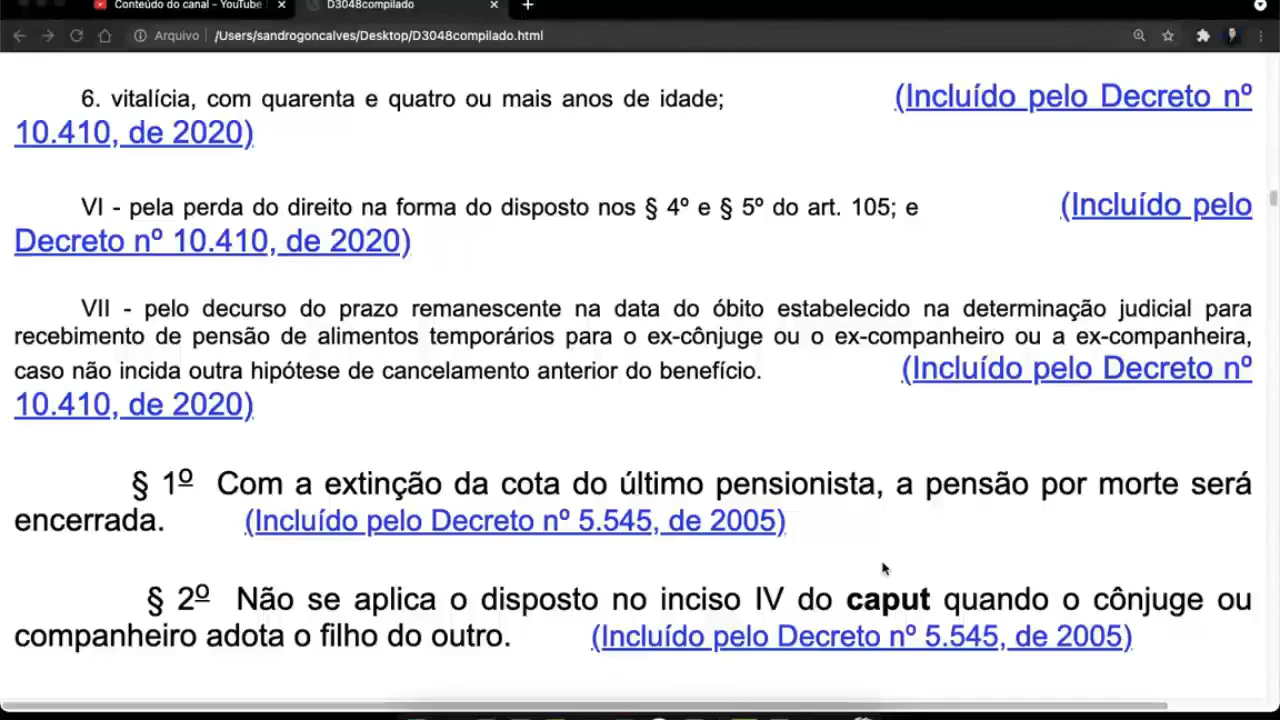 Conteúdo do canal - YouTube
D3048compilado
Arquivo
/Users/sandrogoncalves/Desktop/D3048compilado.html
6. vitalícia, com quarenta e quatro ou mais anos de idade; (Incluído pelo Decreto nº
10.410, de 2020)
VI - pela perda do direito na forma do disposto nos § 4º e § 5º do art. 105; e (Incluído pelo
Decreto nº 10.410, de 2020)
VII - pelo decurso do prazo remanescente na data do óbito estabelecido na determinação judicial para
recebimento de pensão de alimentos temporários para o ex-cônjuge ou o ex-companheiro ou a ex-companheira,
caso não incida outra hipótese de cancelamento anterior do benefício. (Incluído pelo Decreto nº
10.410, de 2020)
§ 1º Com a extinção da cota do último pensionista, a pensão por morte será
encerrada. (Incluído pelo Decreto nº 5.545, de 2005)
§ 2º Não se aplica o disposto no inciso IV do caput quando o cônjuge ou
companheiro adota o filho do outro. (Incluído pelo Decreto nº 5.545, de 2005)